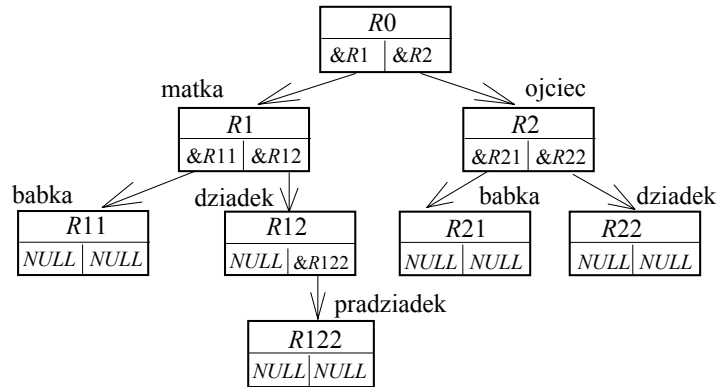 R0
&R1 &R2
matka ojciec
R1 R2
&R11 &R12 &R21 &R22
babka dziadek babka dziadek
R11 R12 R21 R22
NULL NULL NULL &R122 NULL NULL NULL NULL
pradziadek
R122
NULL NULL